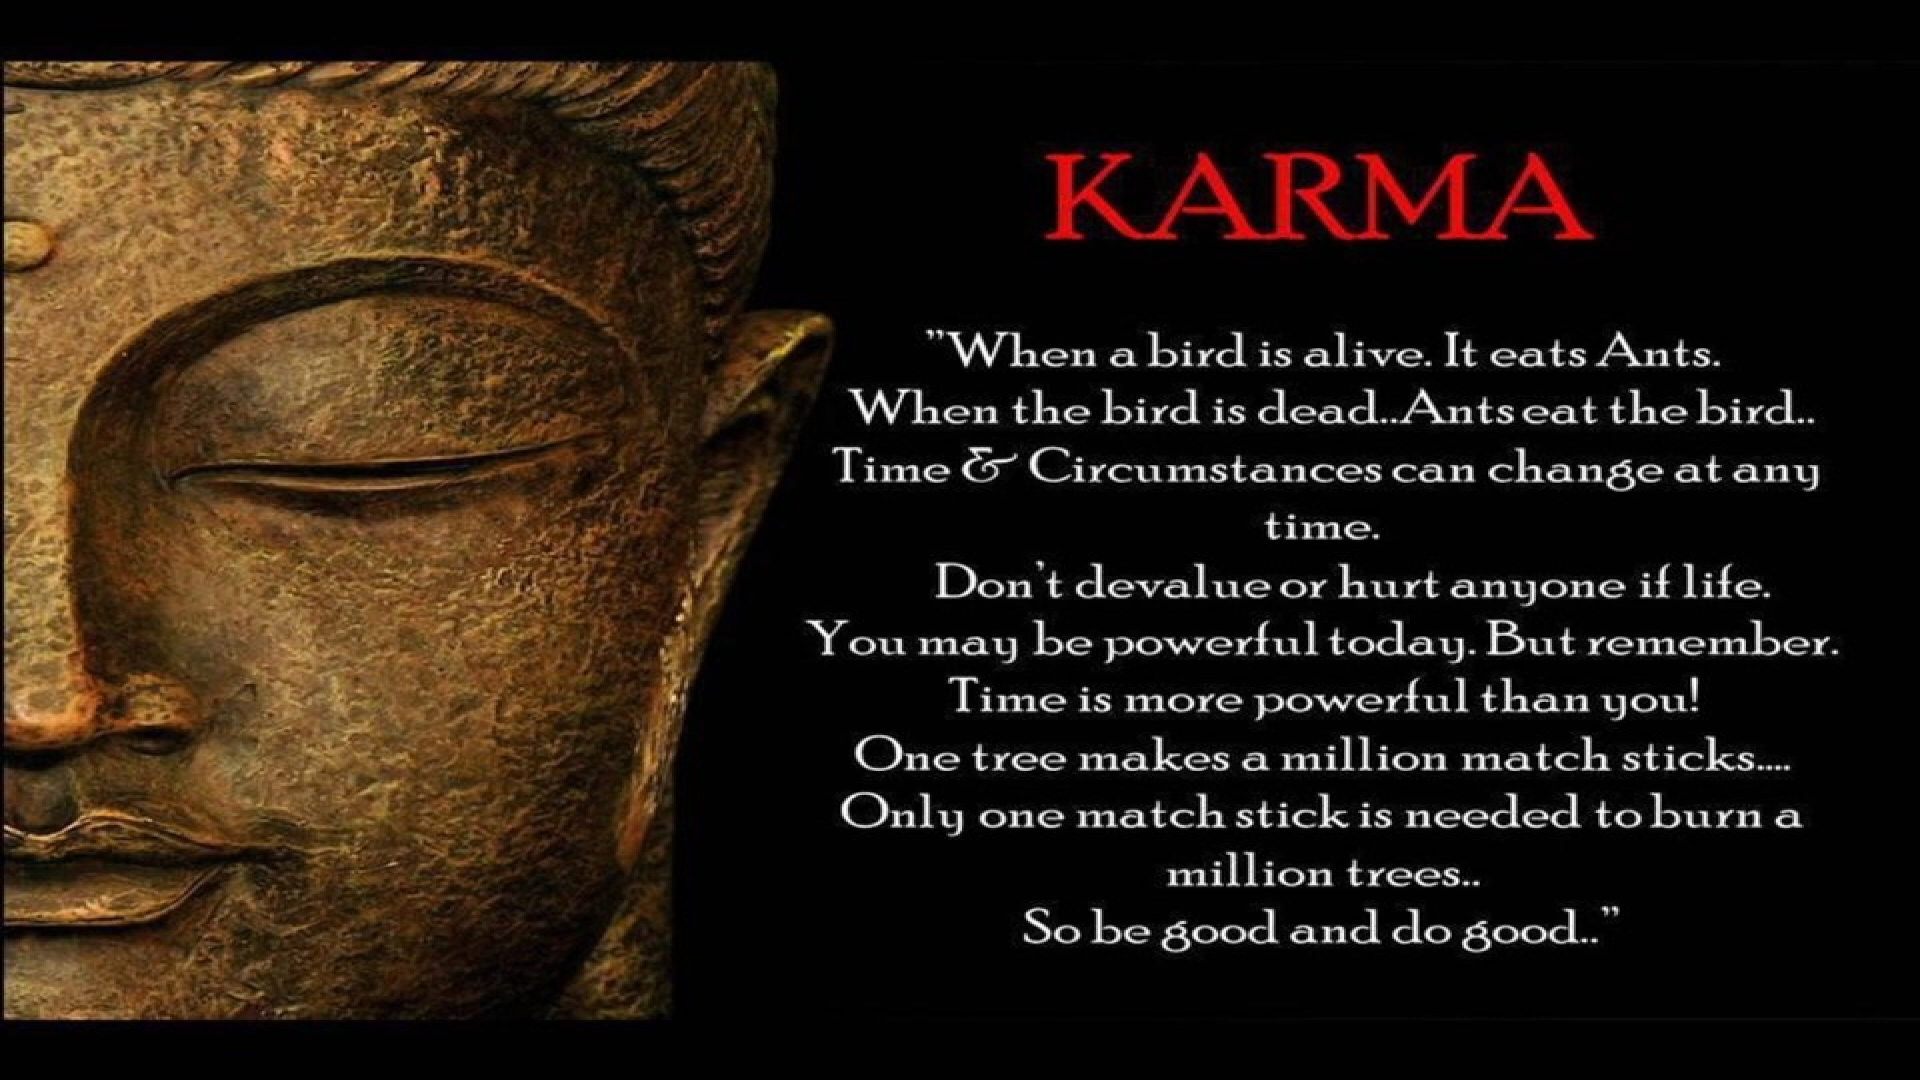 KARMA
"When a bird is alive. It eats Ants.
When the bird is dead..Ants eat the bird..
Time & Circumstances can change at any
time.
Don't devalue or hurt anyone if life.
You may be powerful today. But remember.
Time is more powerful than you!
One tree makes a million match sticks....
Only one match stick is needed to burn a
million trees..
So be good and do good.."